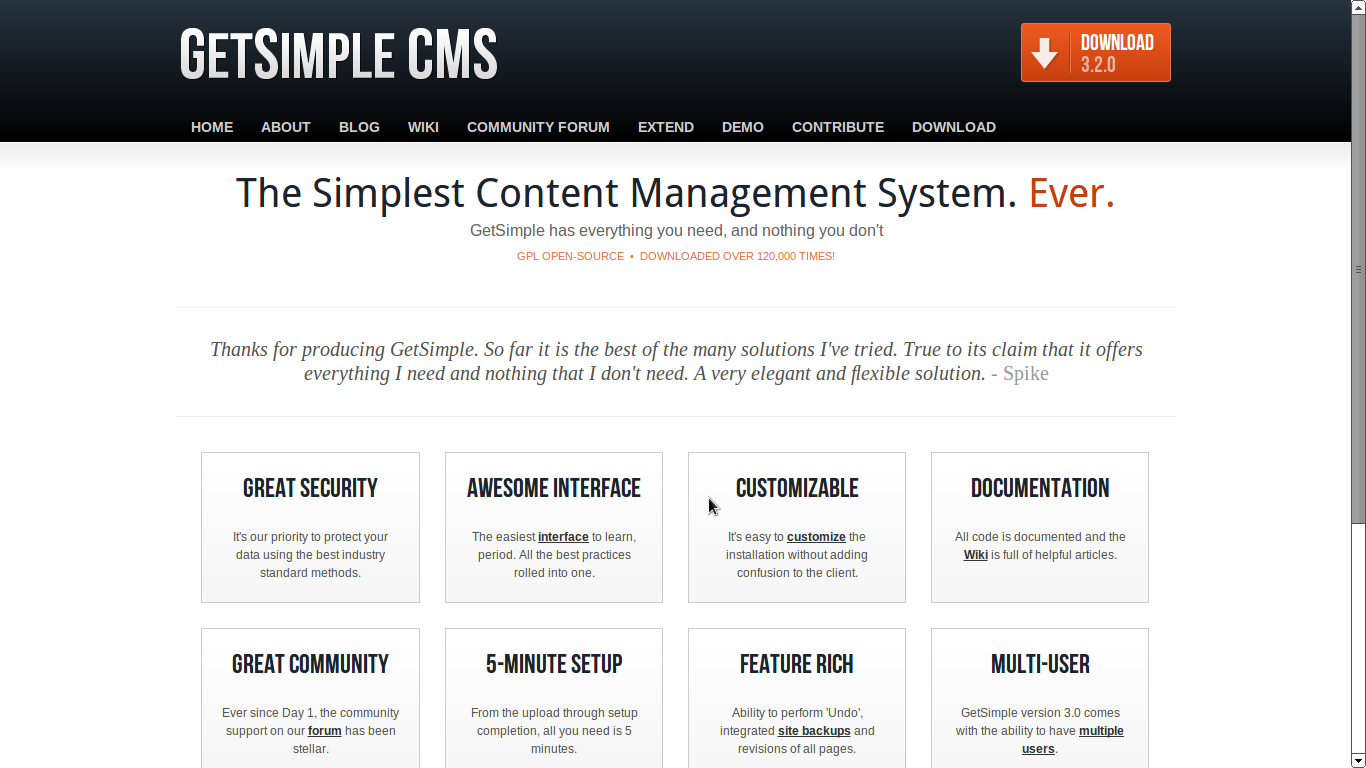 GETSIMPLE CMS
DOWNLOAD
3.2.0
HOME ABOUT BLOG WIKI COMMUNITY FORUM EXTEND DEMO CONTRIBUTE DOWNLOAD
The Simplest Content Management System. Ever.
GetSimple has everything you need, and nothing you don't
GPL OPEN-SOURCE • DOWNLOADED OVER 120,000 TIMES!
Thanks for producing GetSimple. So far it is the best of the many solutions I've tried. True to its claim that it offers
everything I need and nothing that I don't need. A very elegant and flexible solution. - Spike
GREAT SECURITY
It's our priority to protect your
data using the best industry
standard methods.
AWESOME INTERFACE
The easiest interface to learn,
period. All the best practices
rolled into one.
CUSTOMIZABLE
It's easy to customize the
installation without adding
confusion to the client.
DOCUMENTATION
All code is documented and the
Wiki is full of helpful articles.
GREAT COMMUNITY
Ever since Day 1, the community
support on our forum has been
stellar.
5-MINUTE SETUP
From the upload through setup
completion, all you need is 5
minutes.
FEATURE RICH
Ability to perform 'Undo',
integrated site backups and
revisions of all pages.
MULTI-USER
GetSimple version 3.0 comes
with the ability to have multiple
users.